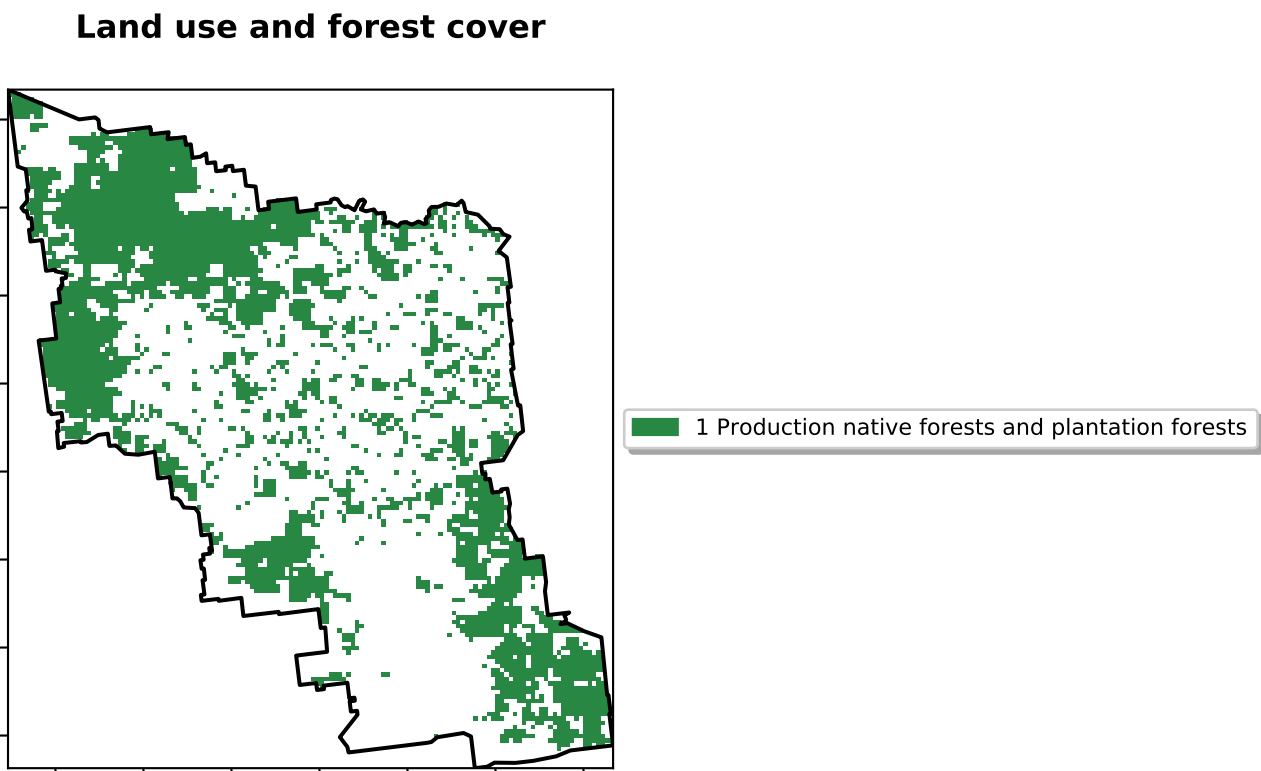 Land use and forest cover
1 Production native forests and plantation forests